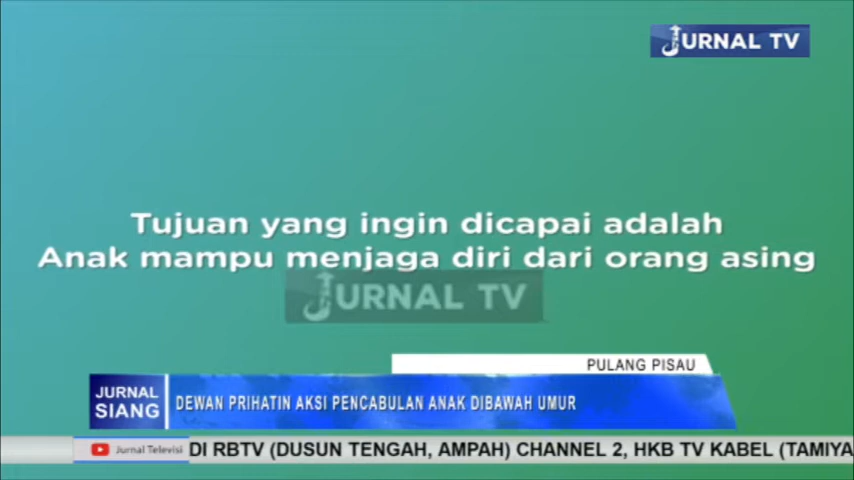 JURNAL TV
Tujuan yang ingin dicapai adalah
Anak mampu menjaga diri dari orang asing
JURNAL TV
PULANG PISAU
JURNAL
SIANG
DEWAN PRIHATIN AKSI PENCABULAN ANAK DIBAWAH UMUR
Jurnal Televisi
DI RBTV (DUSUN TENGAH, AMPAH) CHANNEL 2, HKB TV KABEL (TAMIYA